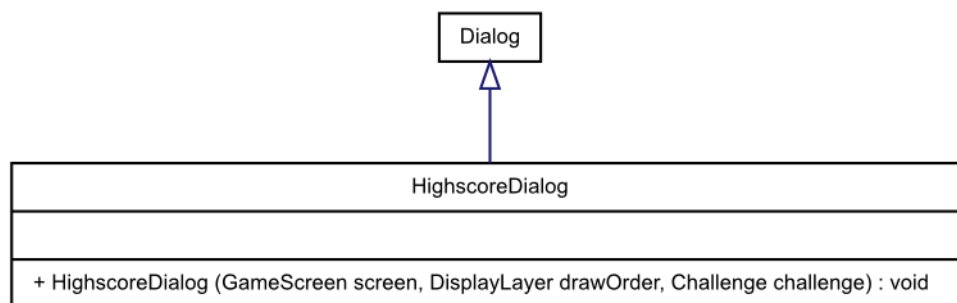 Dialog
HighscoreDialog
+ HighscoreDialog (GameScreen screen, DisplayLayer drawOrder, Challenge challenge) : void